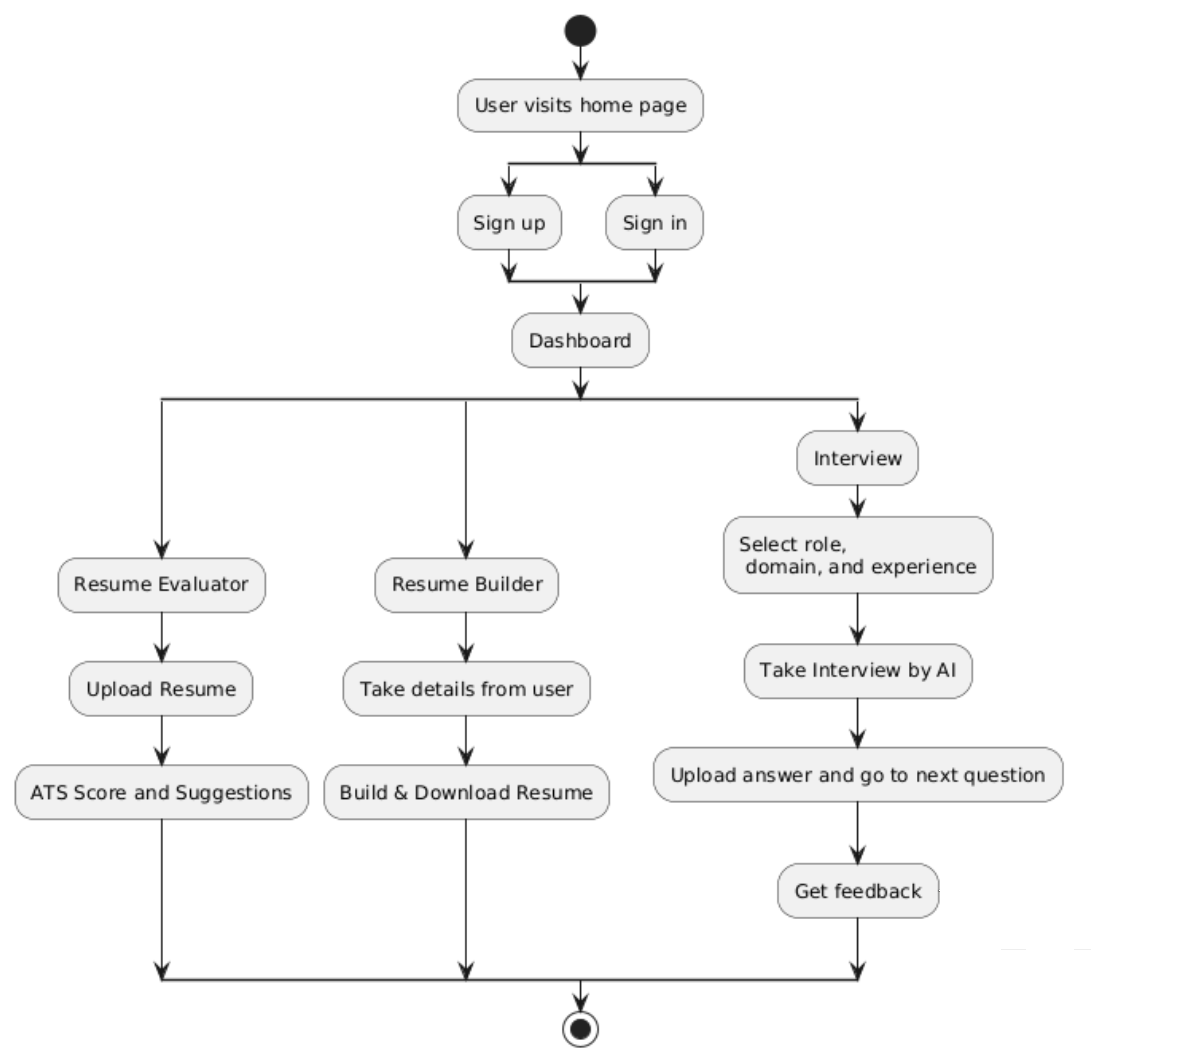 User visits home page
Sign up
Sign in
Dashboard
Interview
Select role,
domain, and experience
Resume Evaluator
Resume Builder
Take Interview by AI
Upload Resume
Take details from user
Upload answer and go to next question
ATS Score and Suggestions
Build & Download Resume
Get feedback